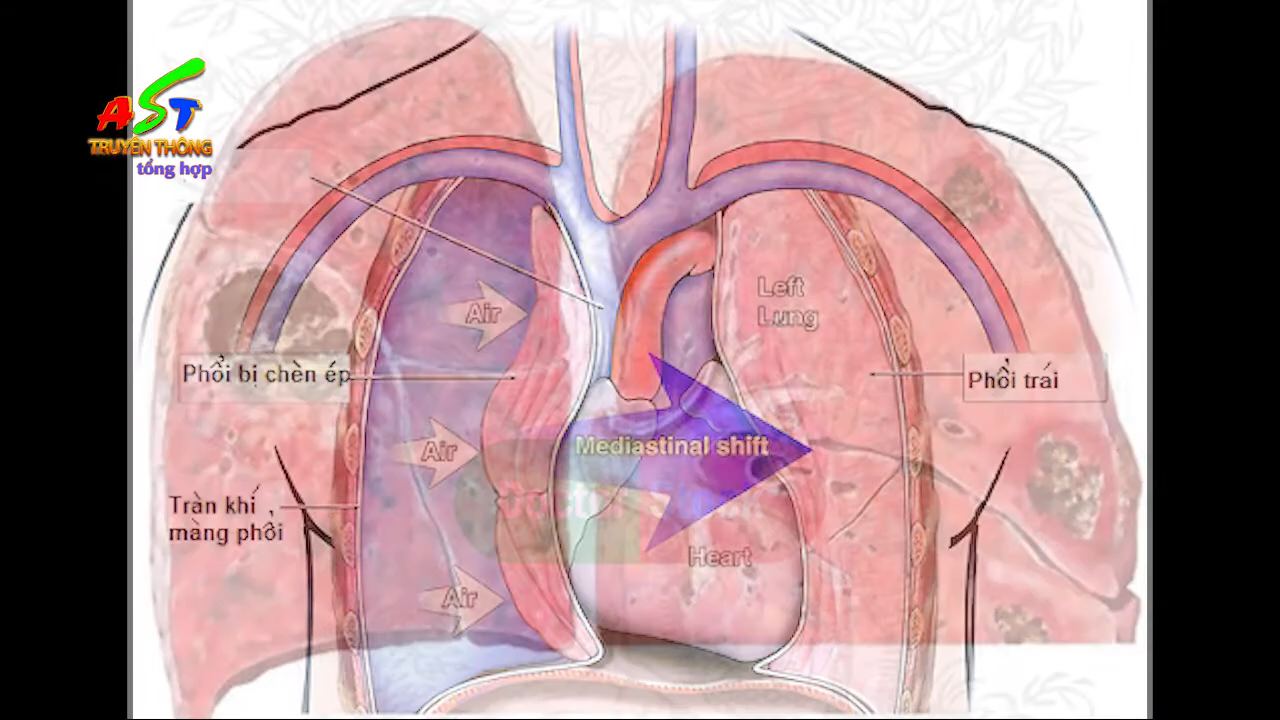 AST
TRUYỀN THÔNG
tổng hợp
Left
Lung
Air
Phổi bị chèn ép
Phổi trái
Mediastinal shift
Air
Tràn khí
màng phổi
Heart
Air